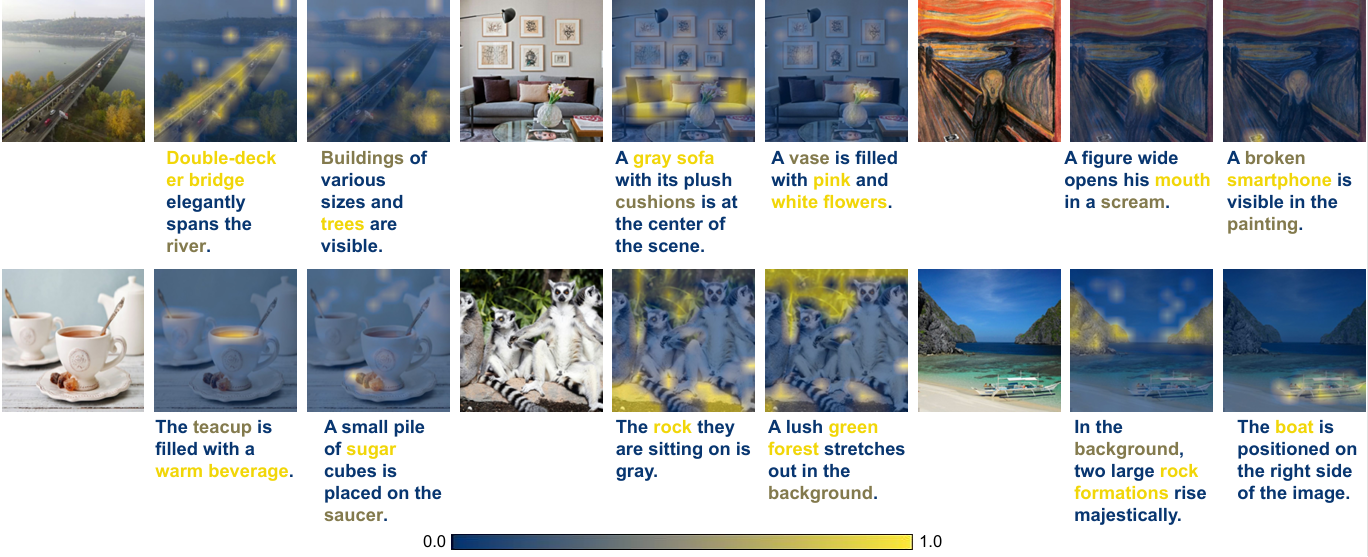 Double-deck
er bridge
elegantly
spans the
river.
Buildings of
various
sizes and
trees are
visible.
A gray sofa
with its plush
cushions is at
the center of
the scene.
A vase is filled
with pink and
white flowers.
A figure wide
opens his mouth
in a scream.
A broken
smartphone is
visible in the
painting.
The teacup is
filled with a
warm beverage.
A small pile
of sugar
cubes is
placed on the
saucer.
The rock they
are sitting on is
gray.
A lush green
forest stretches
out in the
background.
In the
background,
two large rock
formations rise
majestically.
The boat is
positioned on
the right side
of the image.
0.0
1.0